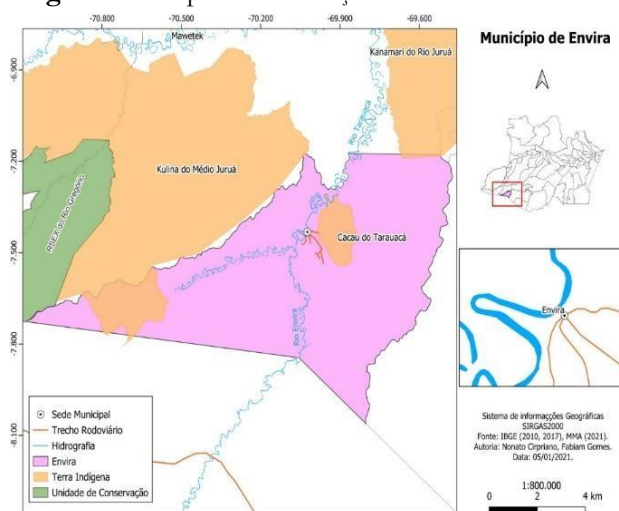 -70.800 -70.500 -70.200 -69.900 -69.600
Mawetek
Kanamari do Rio Juruá
-6.900
-7.200
-7.500
-7.800
-8.100
Rio Tarauacá
Kulina do Médio Juruá
RSEX do Rio Gregório
Cacau do Tarauacá
Rio Envira
Sede Municipal
Trecho Rodoviário
Hidrografia
Envira
Terra Indígena
Unidade de Conservação
Município de Envira
Envira
Sistema de informações Geográficas
SIRGAS2000
Fonte: IBGE (2010, 2017), MMA (2021).
Autoria: Nonato Cirpriano, Fabiam Gomes.
Data: 05/01/2021.
1:800.000
0 2 4 km